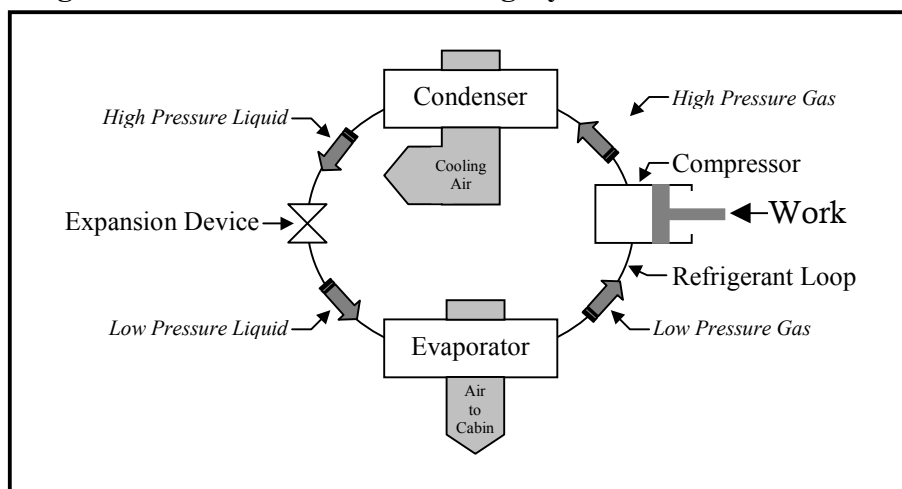 Condenser
High Pressure Liquid
High Pressure Gas
Cooling
Air
Compressor
Expansion Device
Work
Refrigerant Loop
Low Pressure Liquid
Evaporator
Low Pressure Gas
Air
to
Cabin